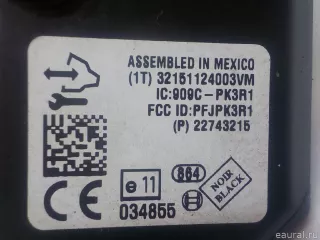 ASSEMBLED IN MEXICO
(1T) 32151124003VM
IC:909C-PK3R1
FCC ID:PFJPK3R1
(P) 22743215
CE
e 11
034855
864
NOIR
BLACK
eaural.ru